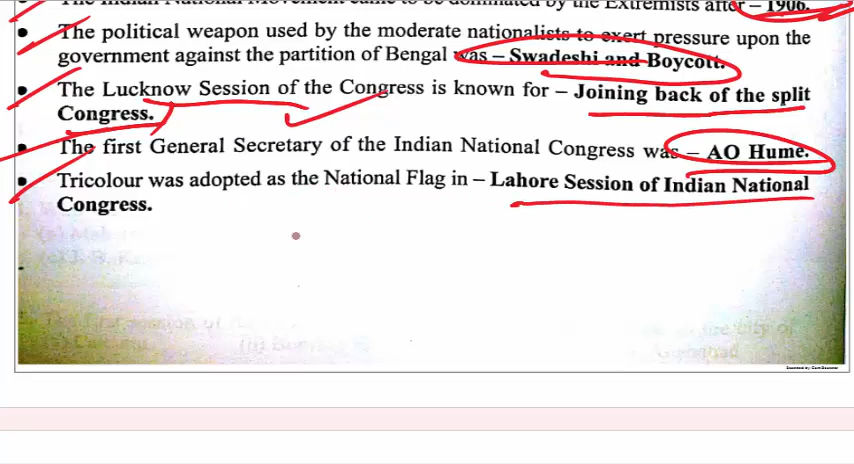 The Indian National Movement came to be dominated by the Extremists after – 1906.
• The political weapon used by the moderate nationalists to exert pressure upon the
government against the partition of Bengal was – Swadeshi and Boycott.
• The Lucknow Session of the Congress is known for – Joining back of the split
Congress.
• The first General Secretary of the Indian National Congress was – AO Hume.
• Tricolour was adopted as the National Flag in – Lahore Session of Indian National
Congress.
Scanned by CamScanner